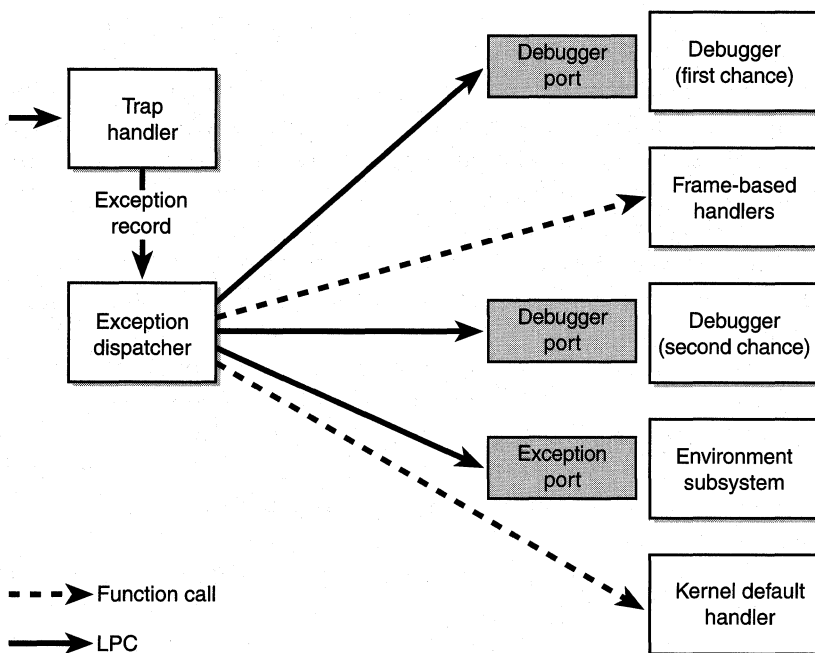 Trap
handler
Exception
record
Exception
dispatcher
Debugger
port
Debugger
(first chance)
Frame-based
handlers
Debugger
port
Debugger
(second chance)
Exception
port
Environment
subsystem
Kernel default
handler
Function call
LPC